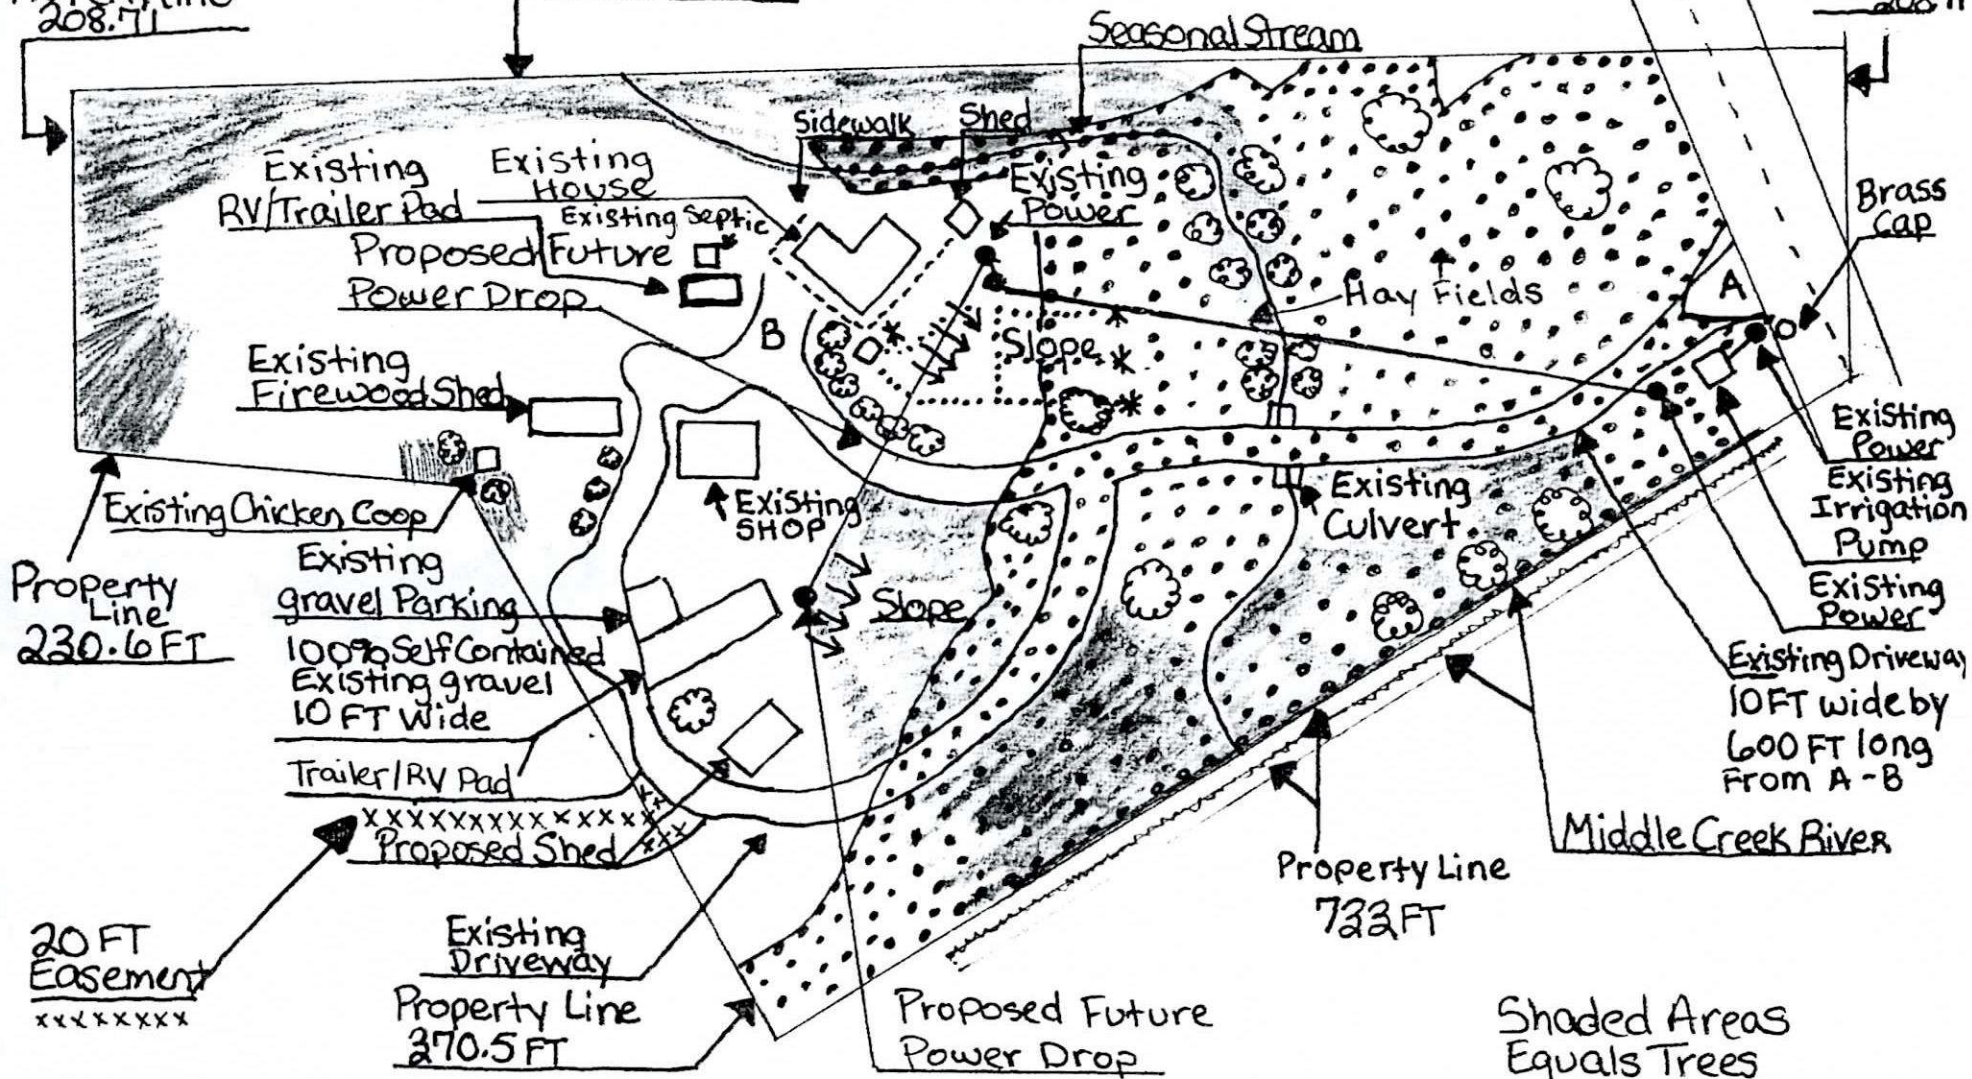 208.71
Seasonal Stream
Sidewalk
Shed
Existing
RV/Trailer Pad
Existing
House
Existing Septic
Existing
Power
Proposed Future
Power Drop
Brass
Cap
A
Hay Fields
B
Slope
Existing
Firewood Shed
Existing
Power
Existing Chicken Coop
Existing
SHOP
Existing
Culvert
Existing
Irrigation
Pump
Existing
Power
Property
Line
230.6 FT
Existing
gravel Parking
100% Self Contained
Existing gravel
10 FT Wide
Trailer/RV Pad
Slope
Existing Driveway
10 FT wide by
600 FT long
From A-B
xxxxxxxxxxxxxxx
Proposed Shed
Middle Creek River
Property Line
733 FT
20 FT
Easement
xxxxxxxx
Existing
Driveway
Property Line
370.5 FT
Proposed Future
Power Drop
Shaded Areas
Equals Trees